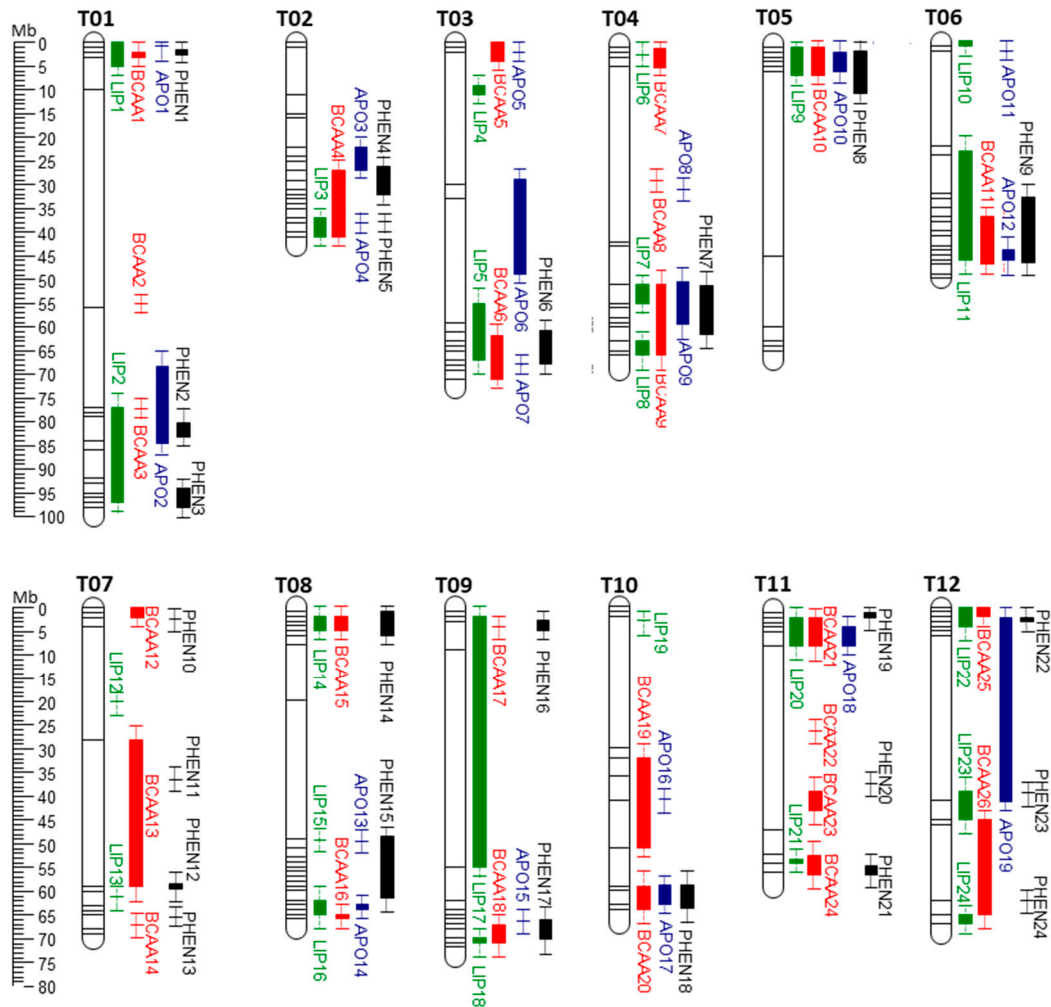 T01 T02 T03 T04 T05 T06
Mb
0
5
10
15
20
25
30
35
40
45
50
55
60
65
70
75
80
85
90
95
100
LIP1 BCAA1 APO1 PHEN1
BCAA2
LIP2 BCAA3 APO2 PHEN2
PHEN3
LIP3 BCAA4 APO3 PHEN4
APO4 PHEN5
LIP4 BCAA5 APO5
LIP5 BCAA6 APO6 PHEN6
APO7
LIP6 BCAA7
BCAA8 APO8
LIP7 BCAA9 APO9 PHEN7
LIP8
LIP9 BCAA10 APO10 PHEN8
LIP10 APO11
LIP11 BCAA11 APO12 PHEN9
T07 T08 T09 T10 T11 T12
Mb
0
5
10
15
20
25
30
35
40
45
50
55
60
65
70
75
80
BCAA12 PHEN10
LIP12
BCAA13 PHEN11
PHEN12
LIP13
BCAA14 PHEN13
LIP14 BCAA15 PHEN14
LIP15 APO13 PHEN15
LIP16 BCAA16 APO14
BCAA17 PHEN16
LIP17 BCAA18 APO15 PHEN17
LIP18
LIP19
BCAA19 APO16
BCAA20 APO17 PHEN18
LIP20 BCAA21 APO18 PHEN19
BCAA22
BCAA23 PHEN20
LIP21 BCAA24 PHEN21
LIP22 BCAA25 PHEN22
LIP23 BCAA26 APO19 PHEN23
LIP24 PHEN24